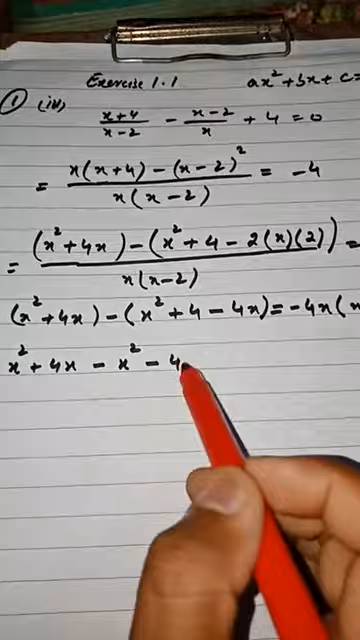 Exercise 1.1 ax² + bx + c =
① (iv) (x+4)/(x-2) - (x-2)/x + 4 = 0
= (x(x+4) - (x-2)²)/(x(x-2)) = -4
= ((x²+4x) - (x²+4-2(x)(2)))/(x(x-2)) =
(x²+4x) - (x²+4-4x) = -4x(x
x² + 4x - x² - 4